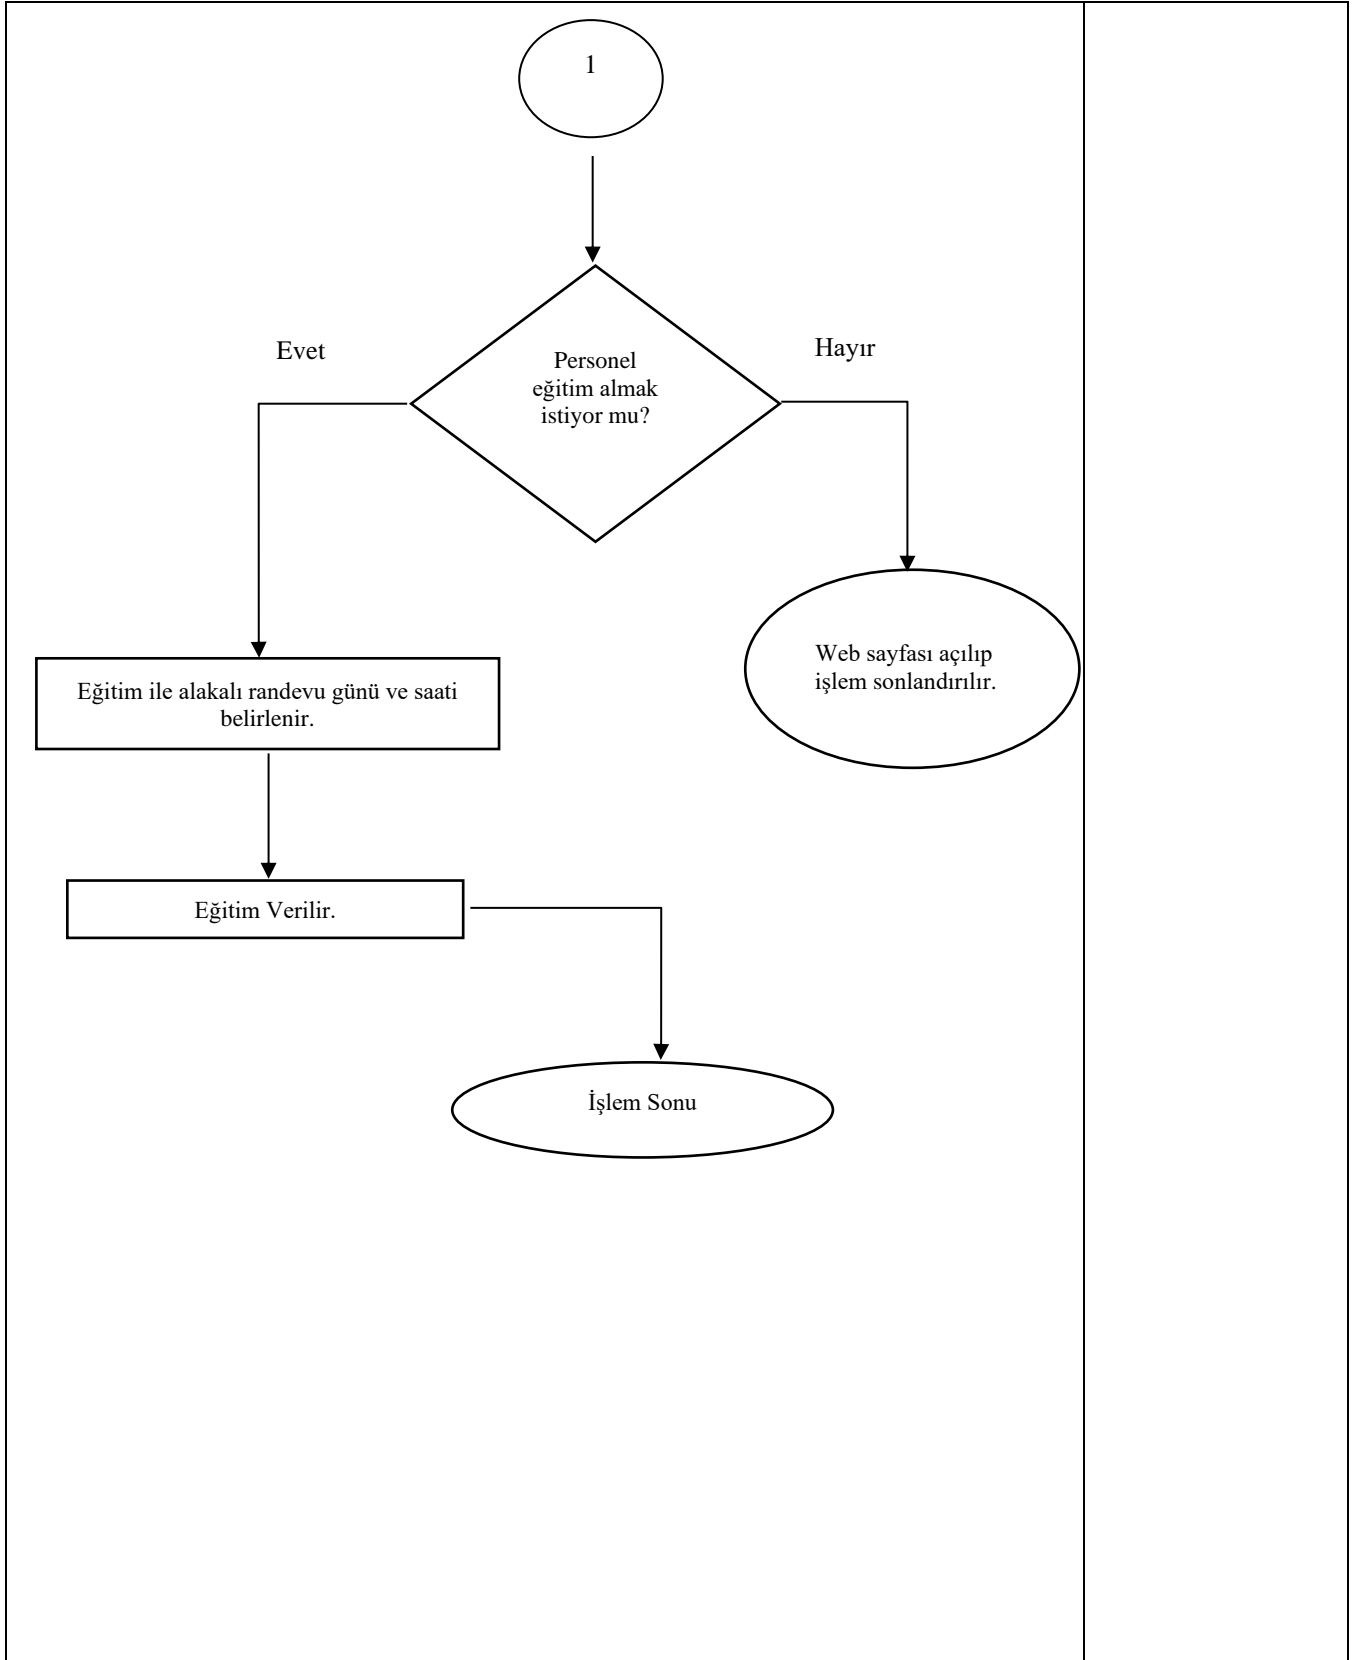 1
Evet
Hayır
Personel
eğitim almak
istiyor mu?
Web sayfası açılıp
işlem sonlandırılır.
Eğitim ile alakalı randevu günü ve saati
belirlenir.
Eğitim Verilir.
İşlem Sonu